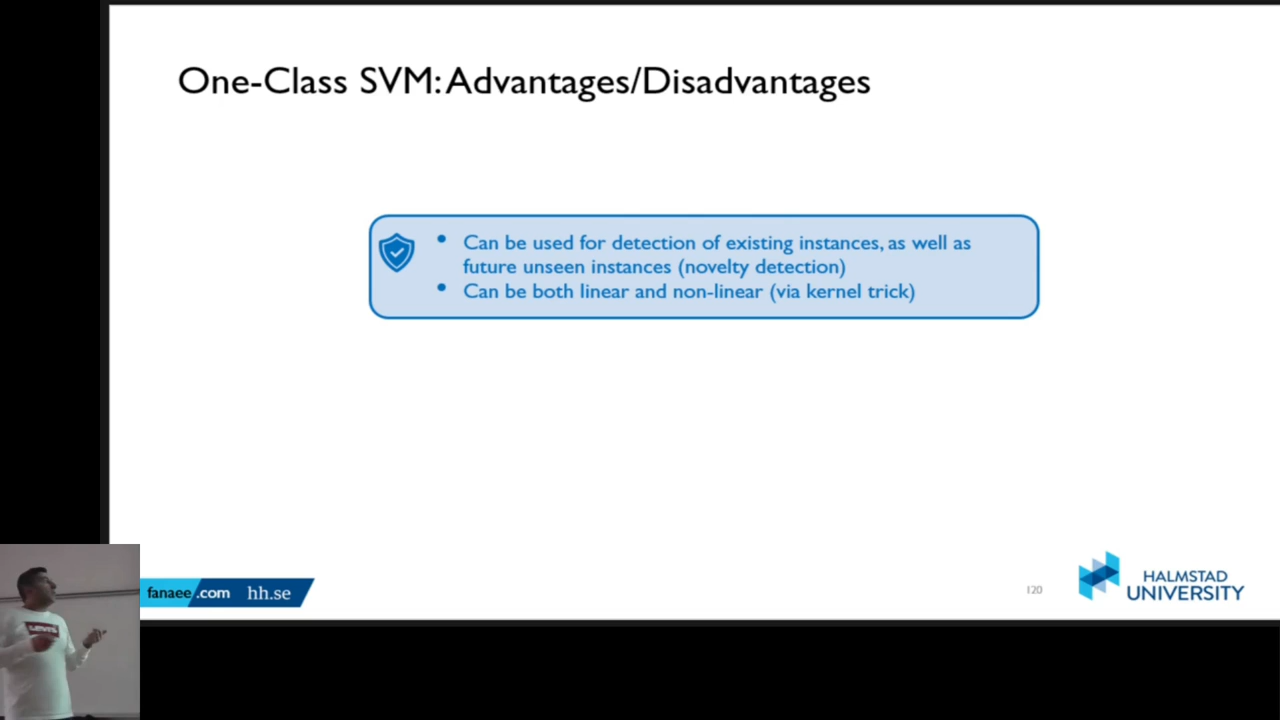 One-Class SVM: Advantages/Disadvantages
• Can be used for detection of existing instances, as well as
future unseen instances (novelty detection)
• Can be both linear and non-linear (via kernel trick)
LEVI'S
fanaee.com hh.se
120
HALMSTAD
UNIVERSITY